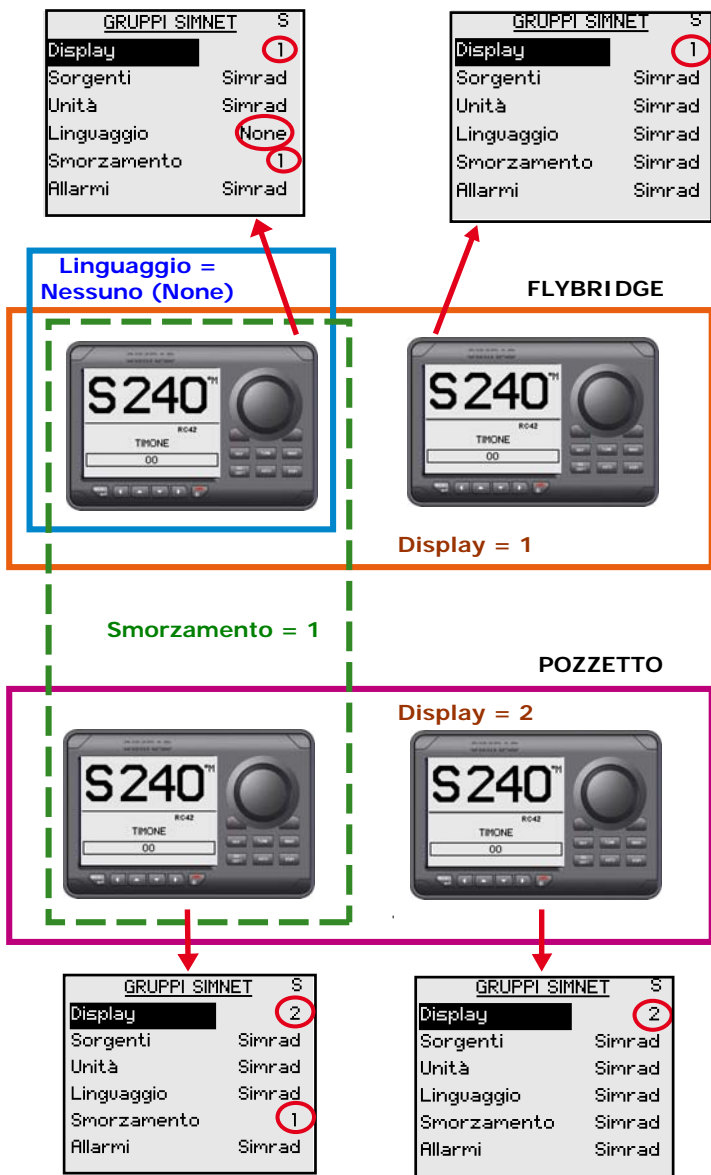 GRUPPI SIMNET S
Display 1
Sorgenti Simrad
Unità Simrad
Linguaggio None
Smorzamento 1
Allarmi Simrad
GRUPPI SIMNET S
Display 1
Sorgenti Simrad
Unità Simrad
Linguaggio Simrad
Smorzamento Simrad
Allarmi Simrad
Linguaggio =
Nessuno (None)
FLYBRIDGE
SIMRAD
S240°M
RC42
TIMONE
00
SIMRAD
S240°M
RC42
TIMONE
00
Display = 1
Smorzamento = 1
POZZETTO
Display = 2
SIMRAD
S240°M
RC42
TIMONE
00
SIMRAD
S240°M
RC42
TIMONE
00
GRUPPI SIMNET S
Display 2
Sorgenti Simrad
Unità Simrad
Linguaggio Simrad
Smorzamento 1
Allarmi Simrad
GRUPPI SIMNET S
Display 2
Sorgenti Simrad
Unità Simrad
Linguaggio Simrad
Smorzamento Simrad
Allarmi Simrad